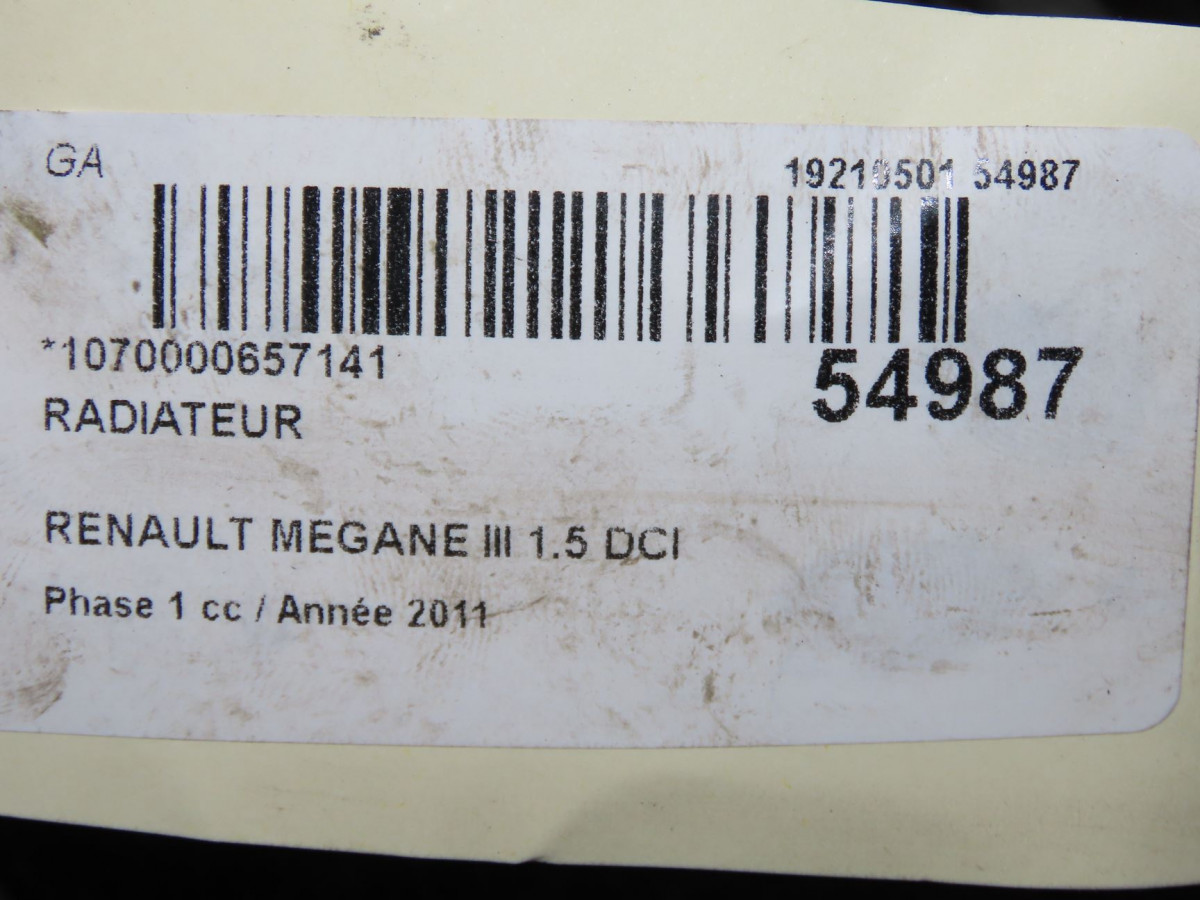 GA
19210501 54987
*1070000657141
54987
RADIATEUR
RENAULT MEGANE III 1.5 DCI
Phase 1 cc / Année 2011